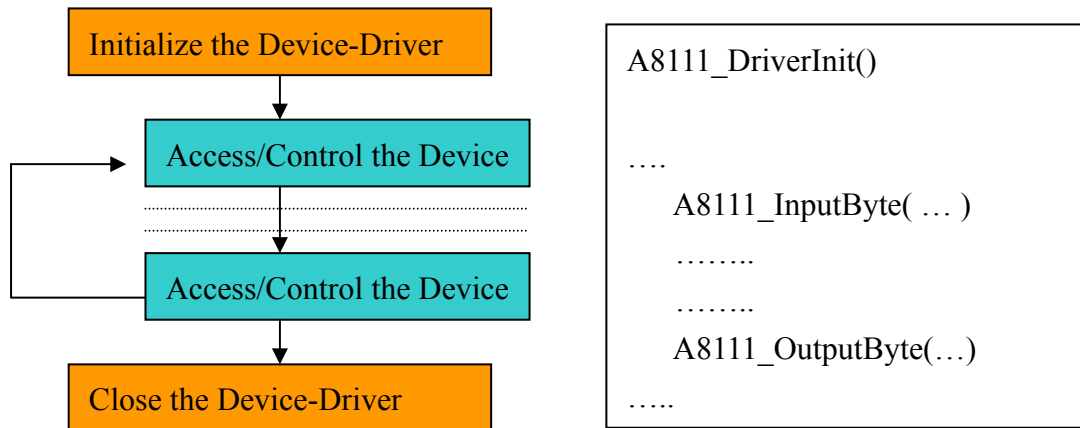 Initialize the Device-Driver
Access/Control the Device
Access/Control the Device
Close the Device-Driver
A8111_DriverInit()
….
A8111_InputByte( … )
……..
……..
A8111_OutputByte(…)
…..